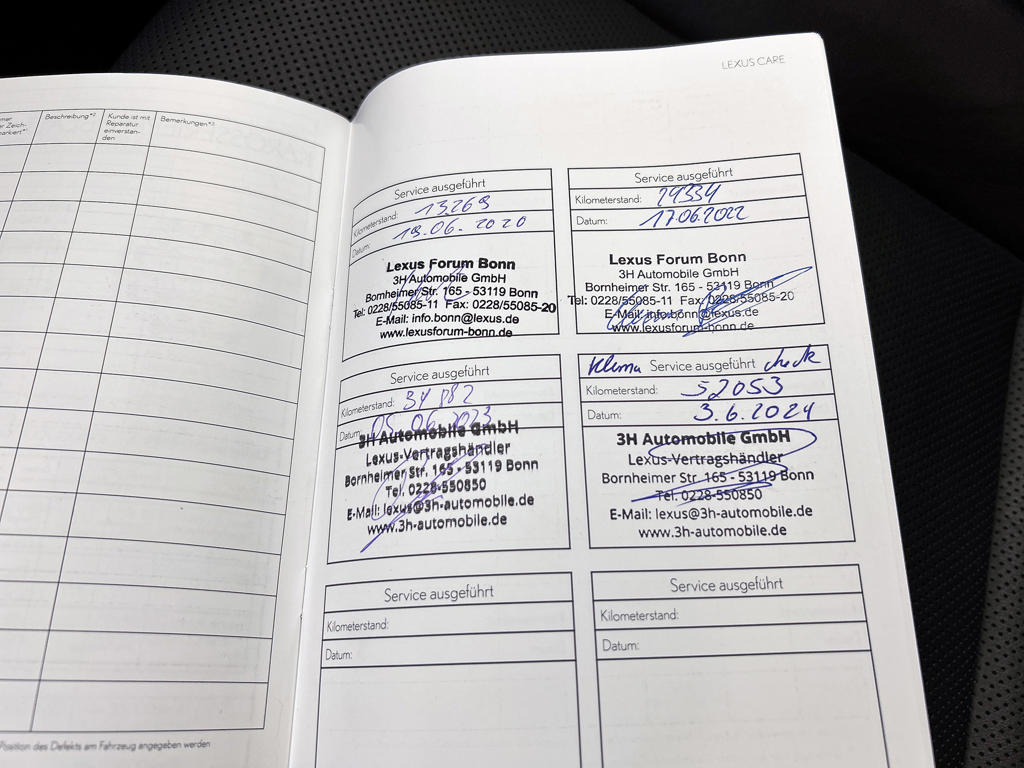 Beschreibung*²
Kunde ist mit
Reparatur
einverstan-
den
Bemerkungen*³
Position des Defekts am Fahrzeug angegeben werden
LEXUS CARE
Service ausgeführt
Kilometerstand: 13269
Datum: 19.06.2020
Lexus Forum Bonn
3H Automobile GmbH
Bornheimer Str. 165 - 53119 Bonn
Tel: 0228/55085-11 Fax: 0228/55085-20
E-Mail: info.bonn@lexus.de
www.lexusforum-bonn.de
Service ausgeführt
Kilometerstand: 29334
Datum: 17.06.2022
Lexus Forum Bonn
3H Automobile GmbH
Bornheimer Str. 165 - 53119 Bonn
Tel: 0228/55085-11 Fax: 0228/55085-20
E-Mail: info.bonn@lexus.de
www.lexusforum-bonn.de
Service ausgeführt
Kilometerstand:
Datum: 05.06.2023
3H Automobile GmbH
Lexus-Vertragshändler
Bornheimer Str. 165 - 53119 Bonn
Tel. 0228-550850
E-Mail: lexus@3h-automobile.de
www.3h-automobile.de
Klima Service ausgeführt check
Kilometerstand: 52053
Datum: 3.6.2024
3H Automobile GmbH
Lexus-Vertragshändler
Bornheimer Str. 165 - 53119 Bonn
Tel. 0228-550850
E-Mail: lexus@3h-automobile.de
www.3h-automobile.de
Service ausgeführt
Kilometerstand:
Datum:
Service ausgeführt
Kilometerstand:
Datum: